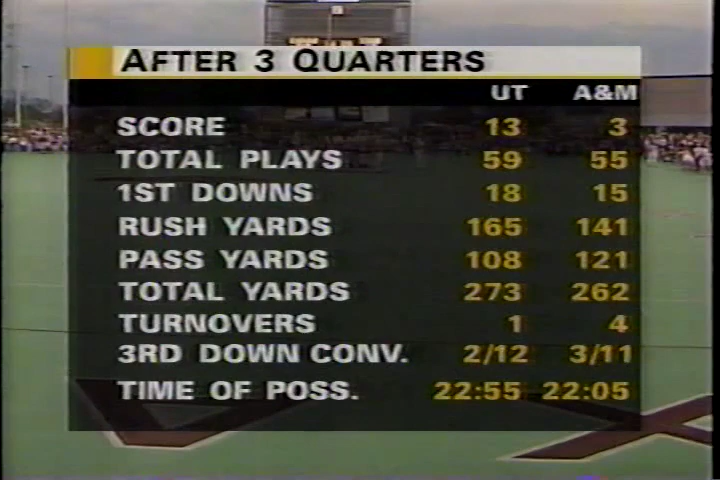 AFTER 3 QUARTERS
UT A&M
SCORE 13 3
TOTAL PLAYS 59 55
1ST DOWNS 18 15
RUSH YARDS 165 141
PASS YARDS 108 121
TOTAL YARDS 273 262
TURNOVERS 1 4
3RD DOWN CONV. 2/12 3/11
TIME OF POSS. 22:55 22:05